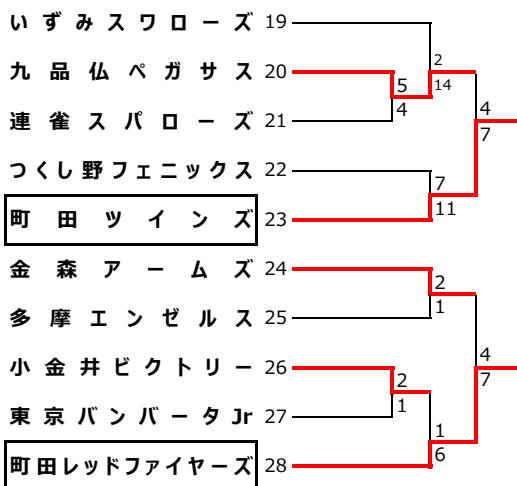 いずみスワローズ 19
2
九品仏ペガサス 20
5 14
4
連雀スパローズ 21
4
7
つくし野フェニックス 22
7
町田ツインズ 23
11
金森アームズ 24
2
多摩エンゼルス 25
1
小金井ビクトリー 26
4
7
2
東京バンバータJr 27
1
1
町田レッドファイヤーズ 28
6